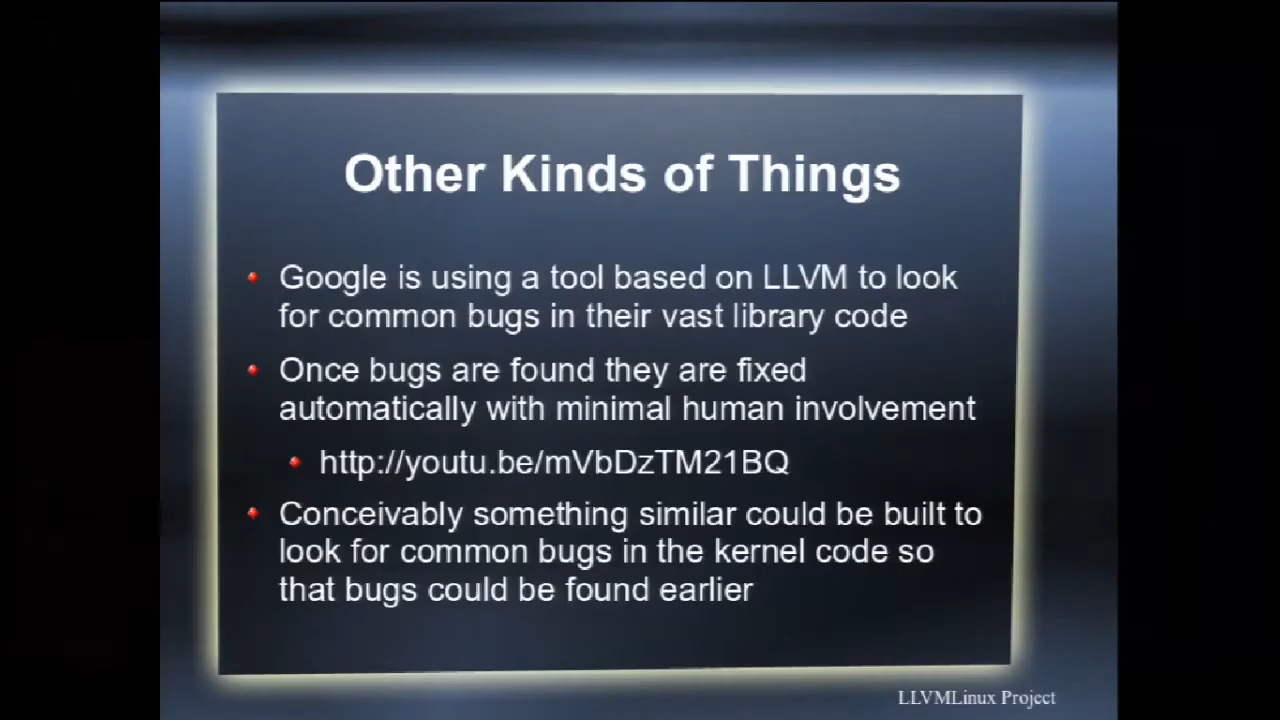 Other Kinds of Things
Google is using a tool based on LLVM to look
for common bugs in their vast library code
Once bugs are found they are fixed
automatically with minimal human involvement
http://youtu.be/mVbDzTM21BQ
Conceivably something similar could be built to
look for common bugs in the kernel code so
that bugs could be found earlier
LLVMLinux Project